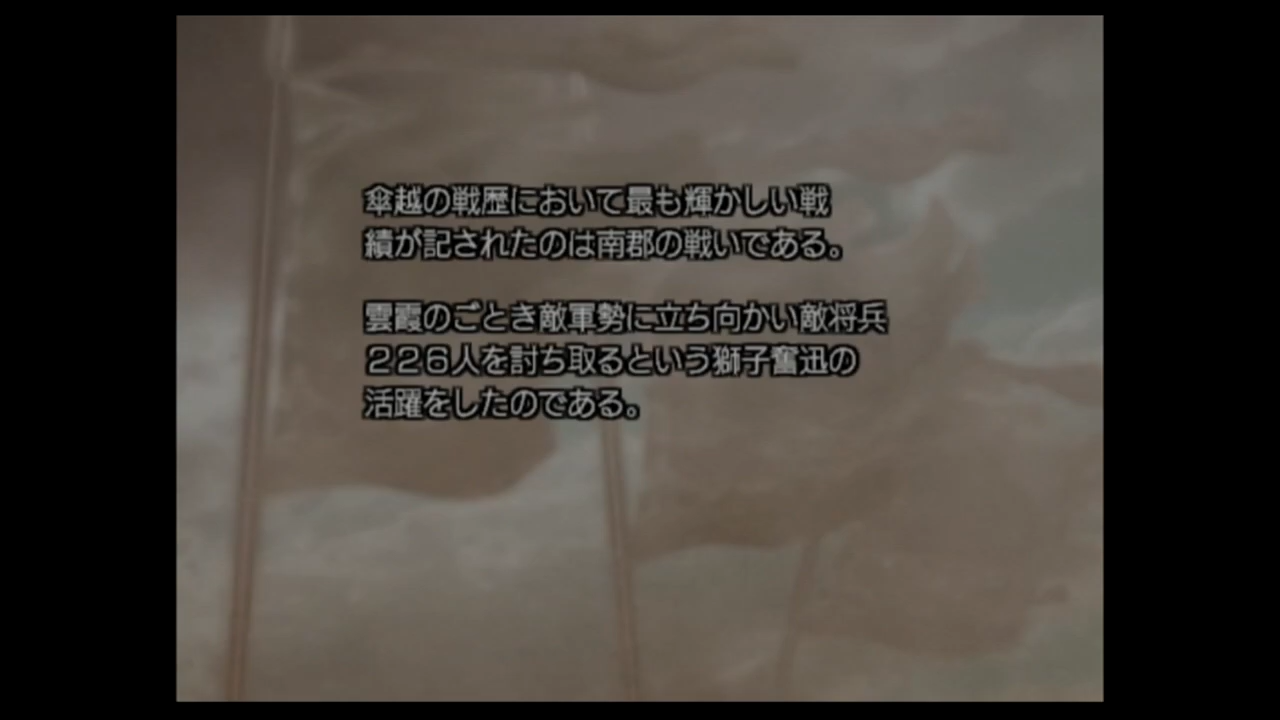 傘越の戦歴において最も輝かしい戦
績が記されたのは南郡の戦いである。
雲霞のごとき敵軍勢に立ち向かい敵将兵
２２６人を討ち取るという獅子奮迅の
活躍をしたのである。